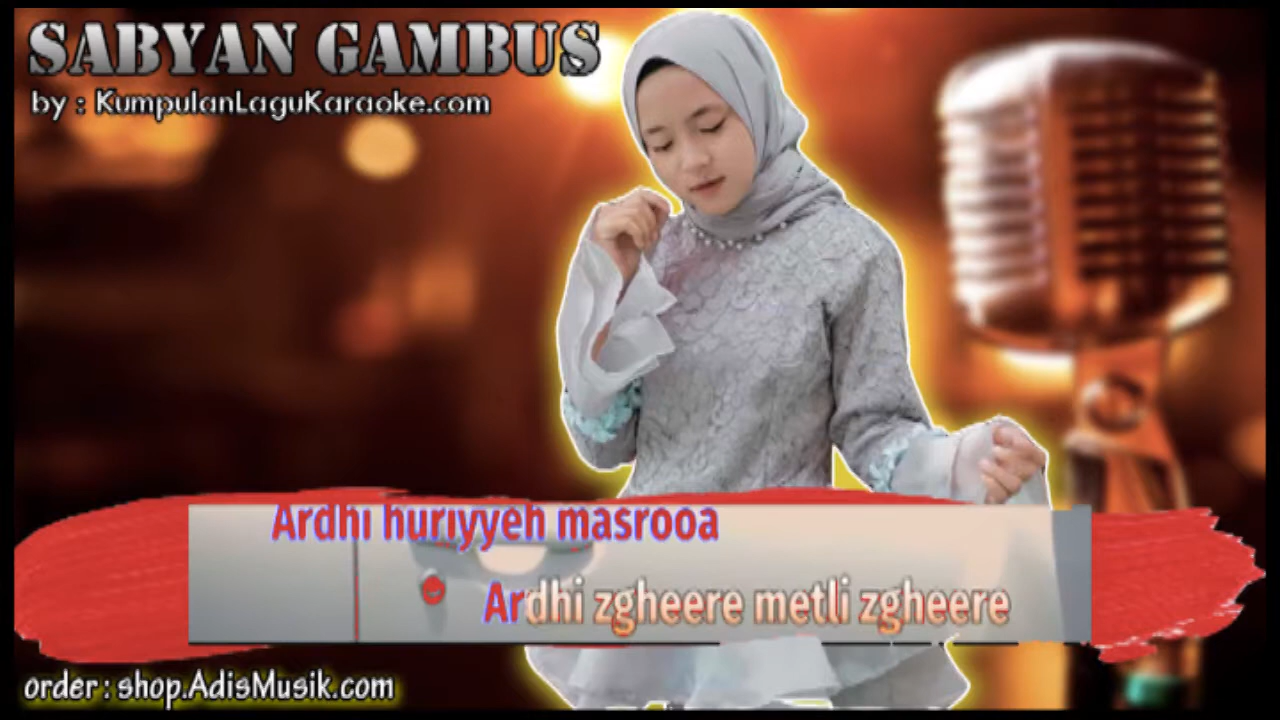 SABYAN GAMBUS
by : KumpulanLaguKaraoke.com
Ardhi huriyyeh masrooa
Ardhi zgheere metli zgheere
order : shop.AdisMusik.com